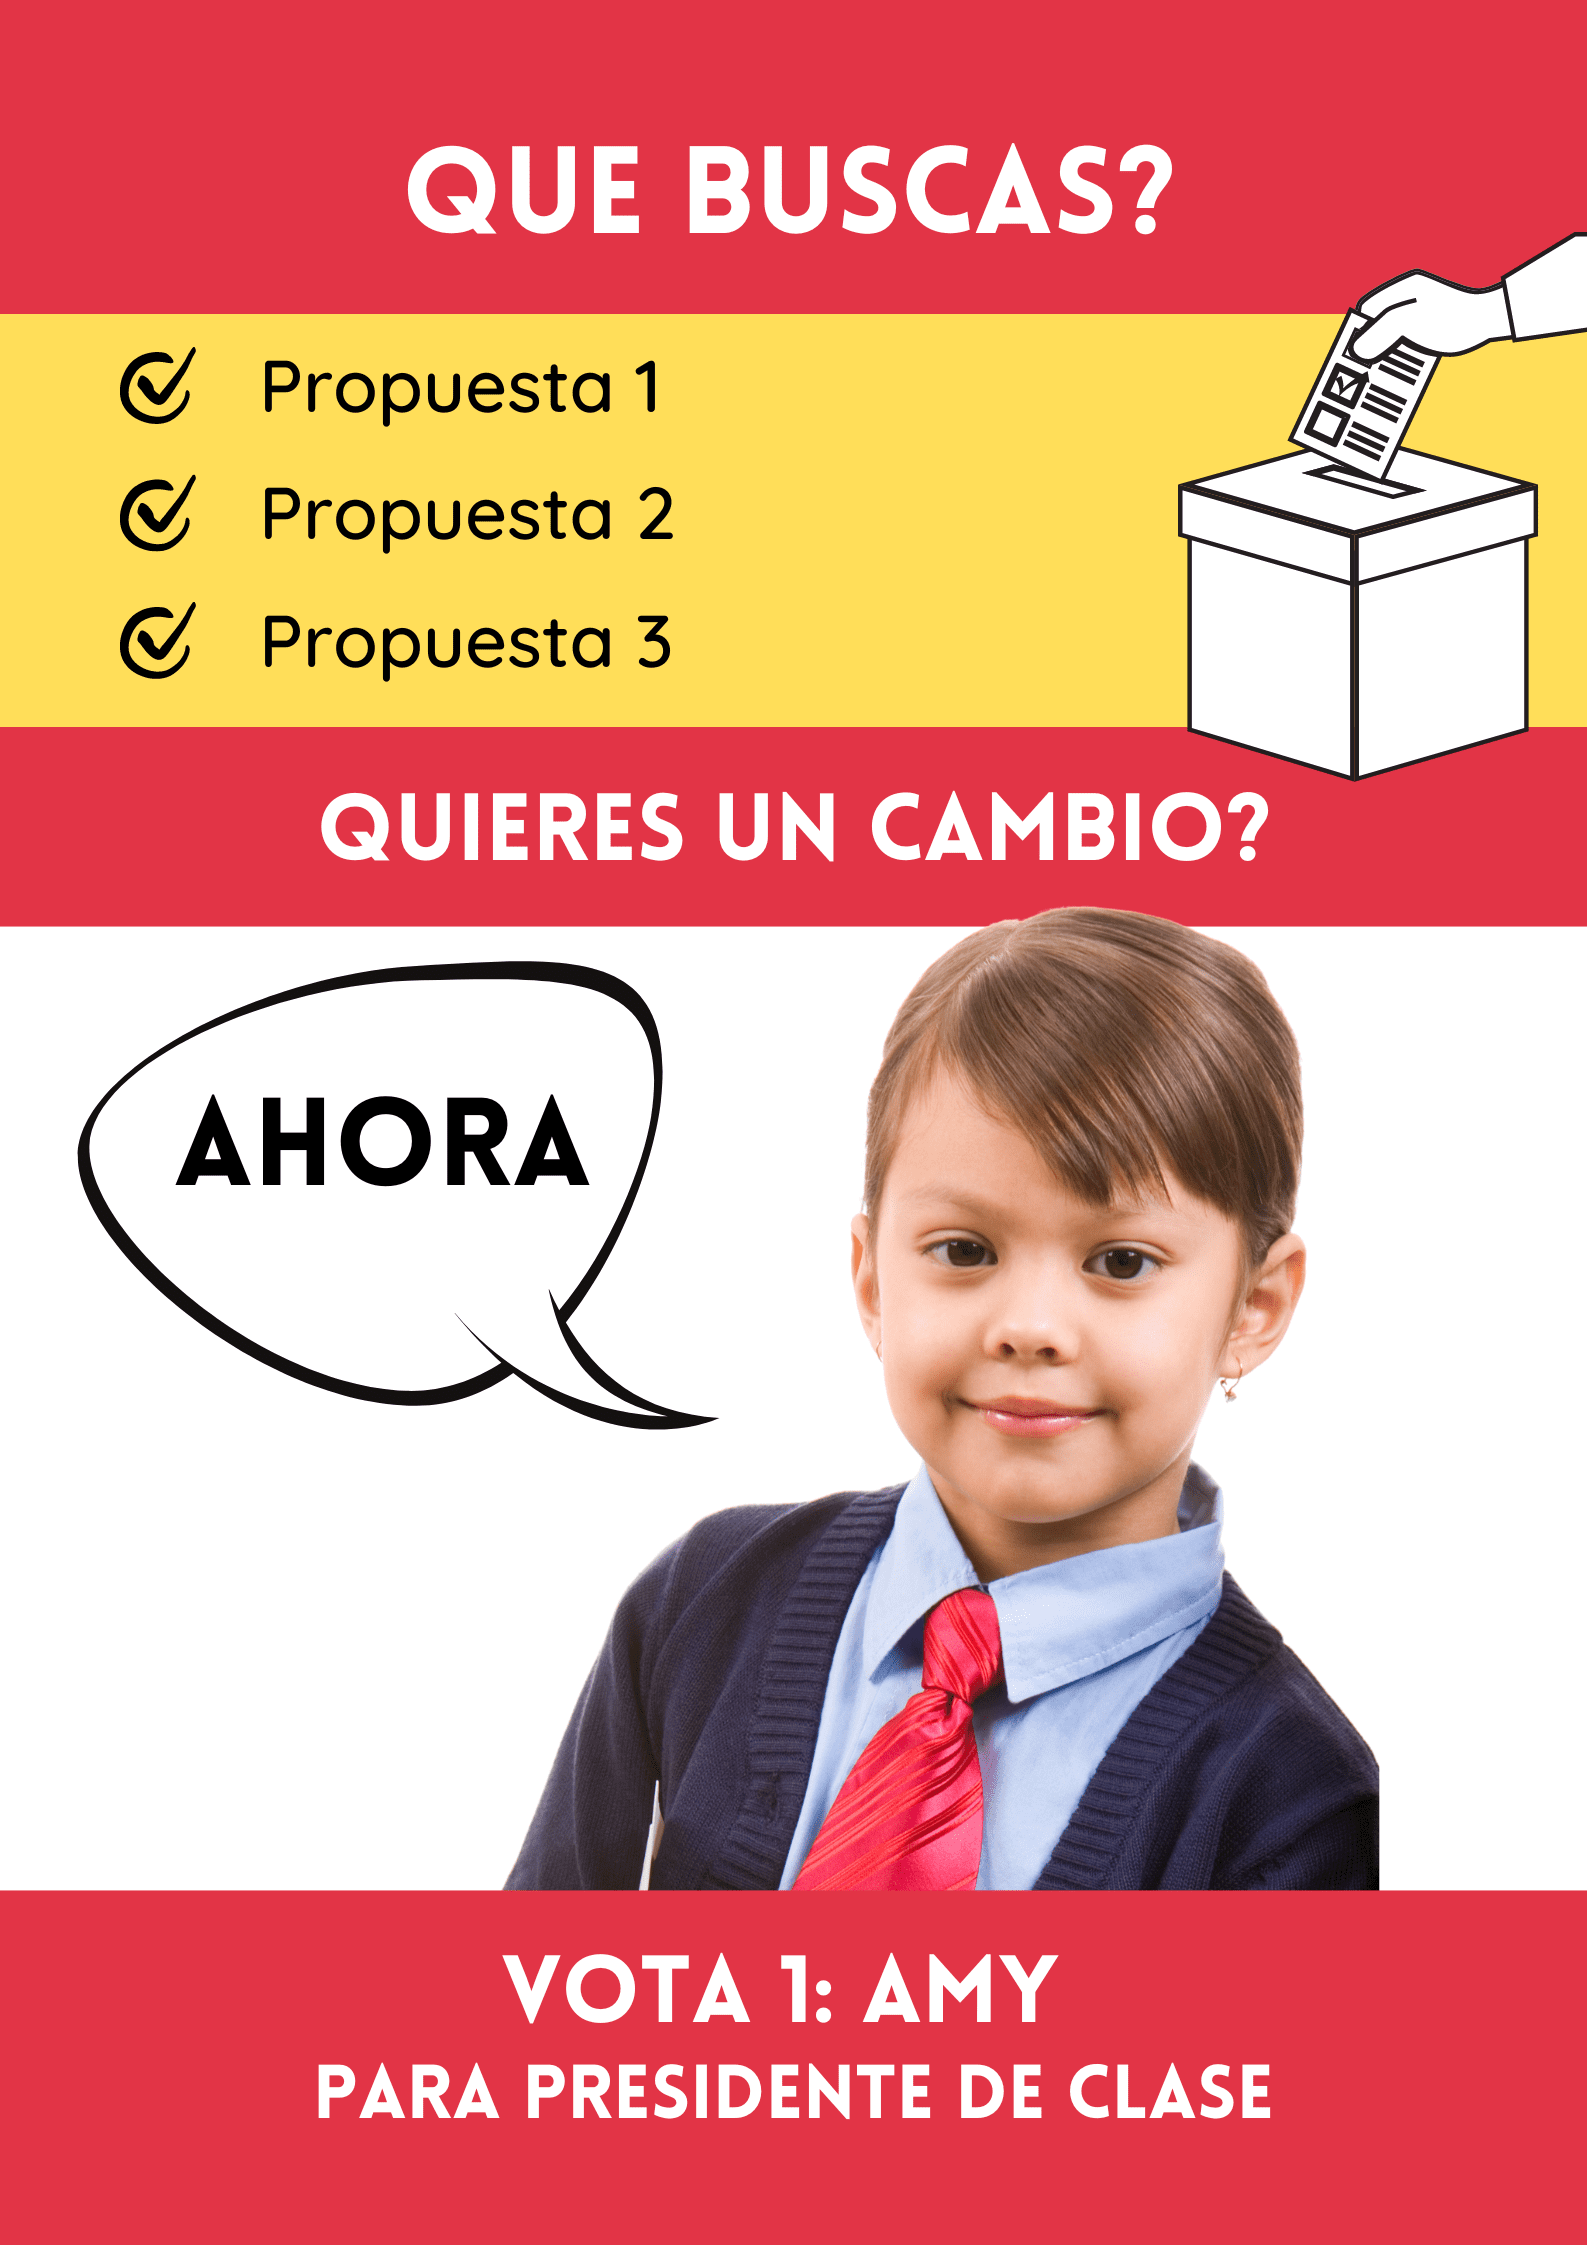 QUE BUSCAS?
Propuesta 1
Propuesta 2
Propuesta 3
QUIERES UN CAMBIO?
AHORA
VOTA 1: AMY
PARA PRESIDENTE DE CLASE